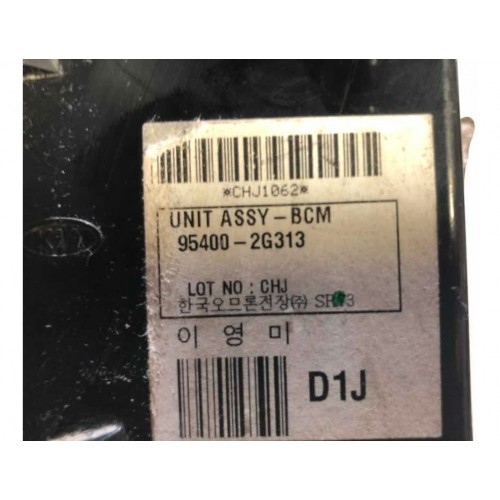 *CHJ1062*
UNIT ASSY-BCM
95400-2G313
LOT NO : CHJ
한국오므론전장(주)
이 영 미
D1J
KIA